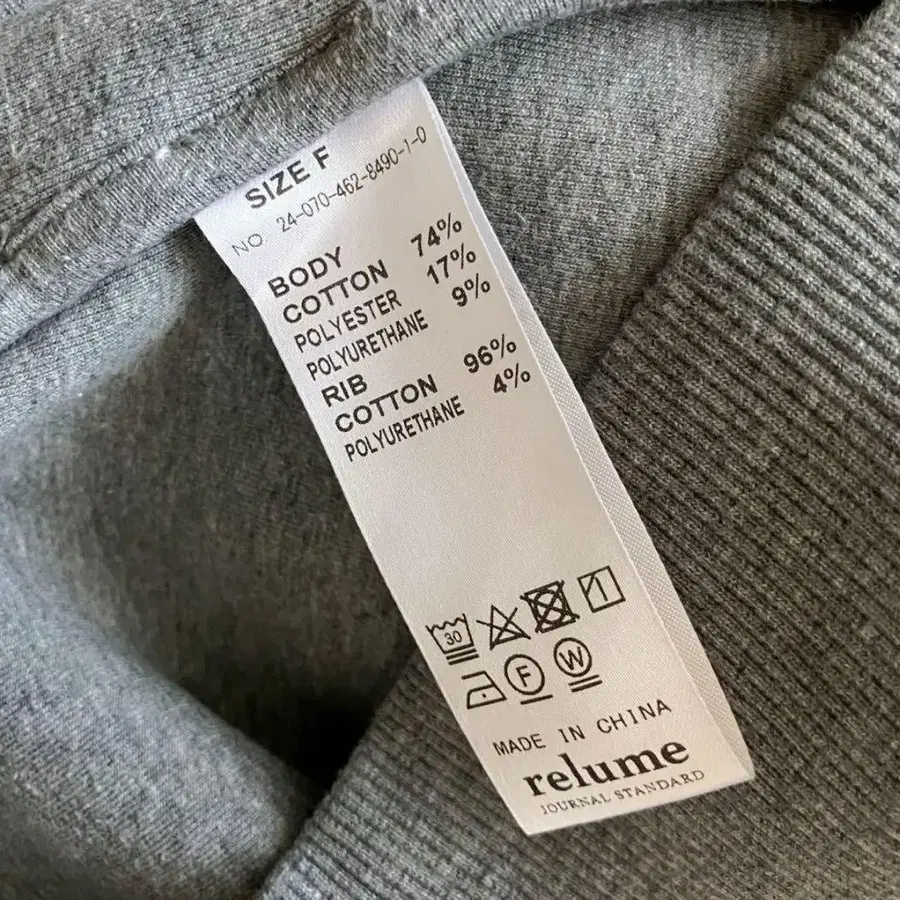 SIZE F
NO. 24-070-462-8490-1-0
BODY
COTTON 74%
POLYESTER 17%
POLYURETHANE 9%
RIB
COTTON 96%
POLYURETHANE 4%
30
F W
MADE IN CHINA
relume
JOURNAL STANDARD